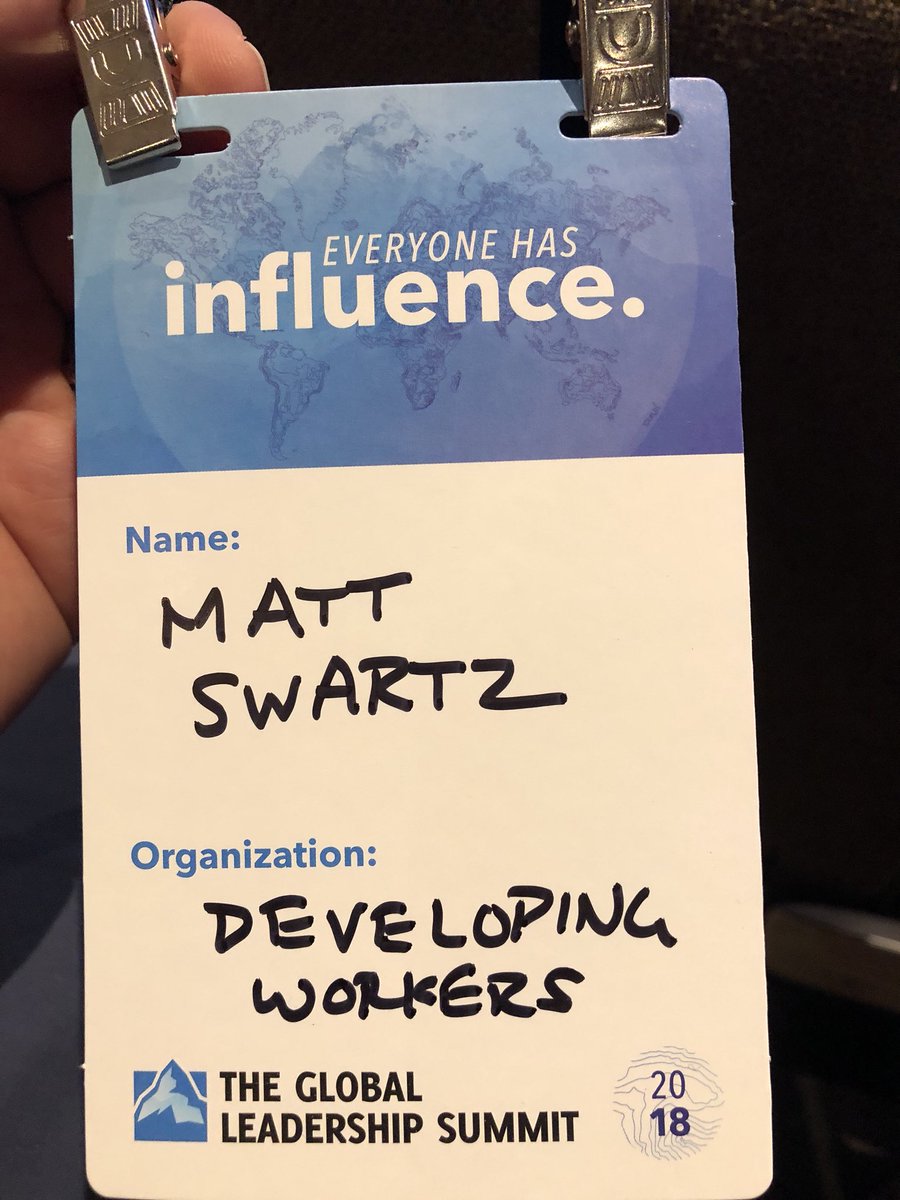 EVERYONE HAS
influence.
Name:
MATT
SWARTZ
Organization:
DEVELOPING
WORKERS
THE GLOBAL
LEADERSHIP SUMMIT
20
18